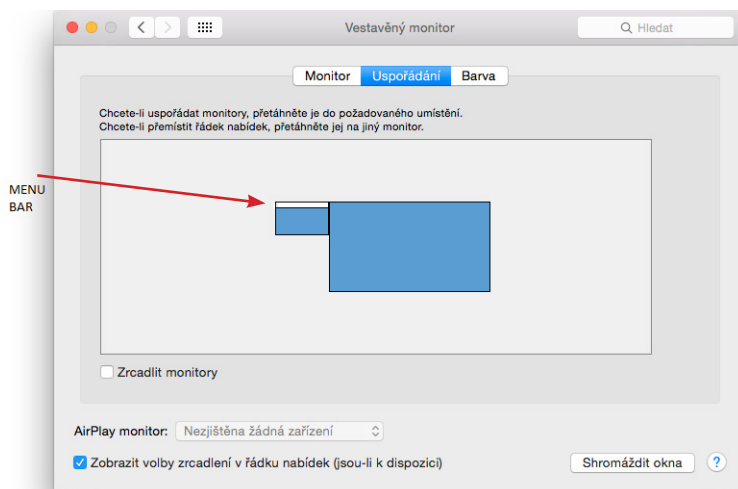 Vestavěný monitor
Hledat
Monitor
Uspořádání
Barva
Chcete-li uspořádat monitory, přetáhněte je do požadovaného umístění.
Chcete-li přemístit řádek nabídek, přetáhněte jej na jiný monitor.
MENU
BAR
Zrcadlit monitory
AirPlay monitor: Nezjištěna žádná zařízení
Zobrazit volby zrcadlení v řádku nabídek (jsou-li k dispozici)
Shromáždit okna
?